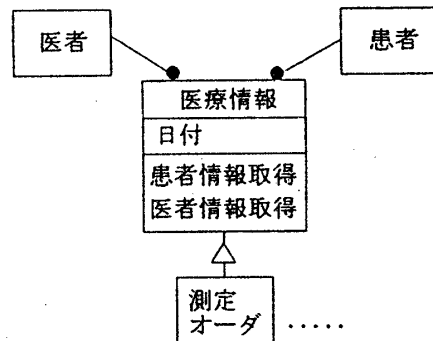 医者
患者
医療情報
日付
患者情報取得
医者情報取得
測定
オーダ .....